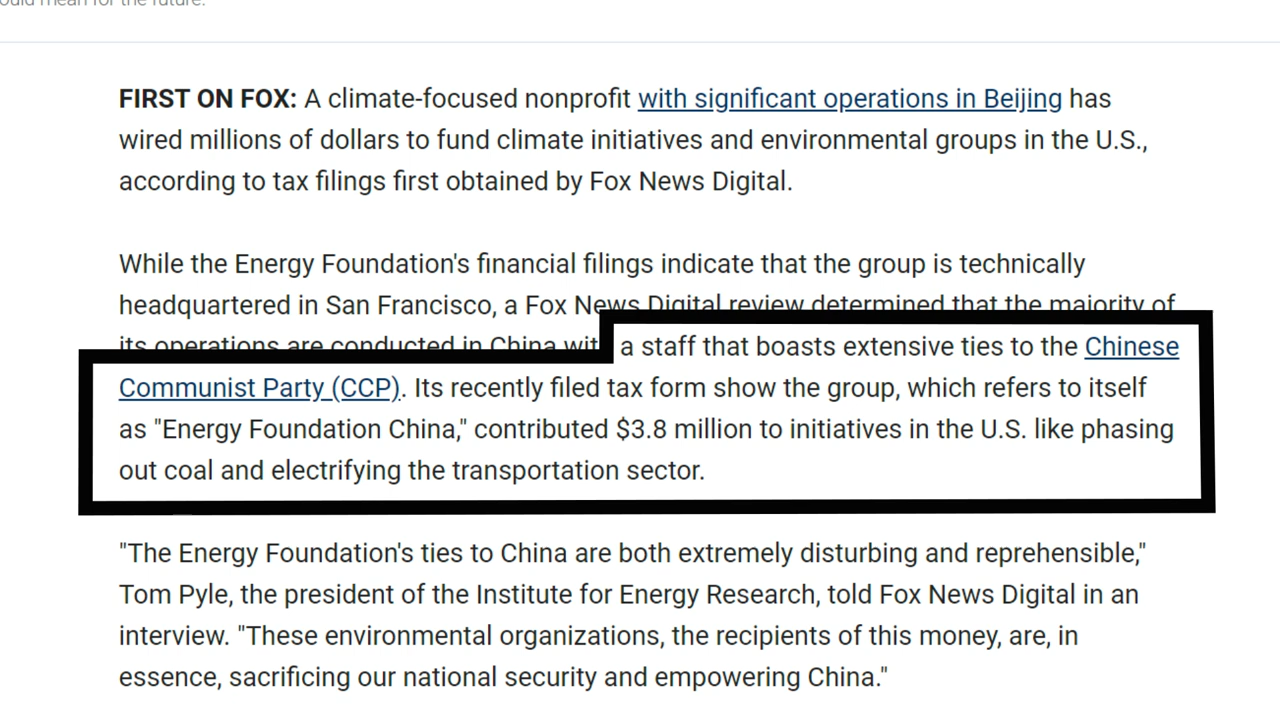 ould mean for the future.
FIRST ON FOX: A climate-focused nonprofit with significant operations in Beijing has
wired millions of dollars to fund climate initiatives and environmental groups in the U.S.,
according to tax filings first obtained by Fox News Digital.
While the Energy Foundation's financial filings indicate that the group is technically
headquartered in San Francisco, a Fox News Digital review determined that the majority of
its operations are conducted in China with a staff that boasts extensive ties to the Chinese
Communist Party (CCP). Its recently filed tax form show the group, which refers to itself
as "Energy Foundation China," contributed $3.8 million to initiatives in the U.S. like phasing
out coal and electrifying the transportation sector.
"The Energy Foundation's ties to China are both extremely disturbing and reprehensible,"
Tom Pyle, the president of the Institute for Energy Research, told Fox News Digital in an
interview. "These environmental organizations, the recipients of this money, are, in
essence, sacrificing our national security and empowering China."